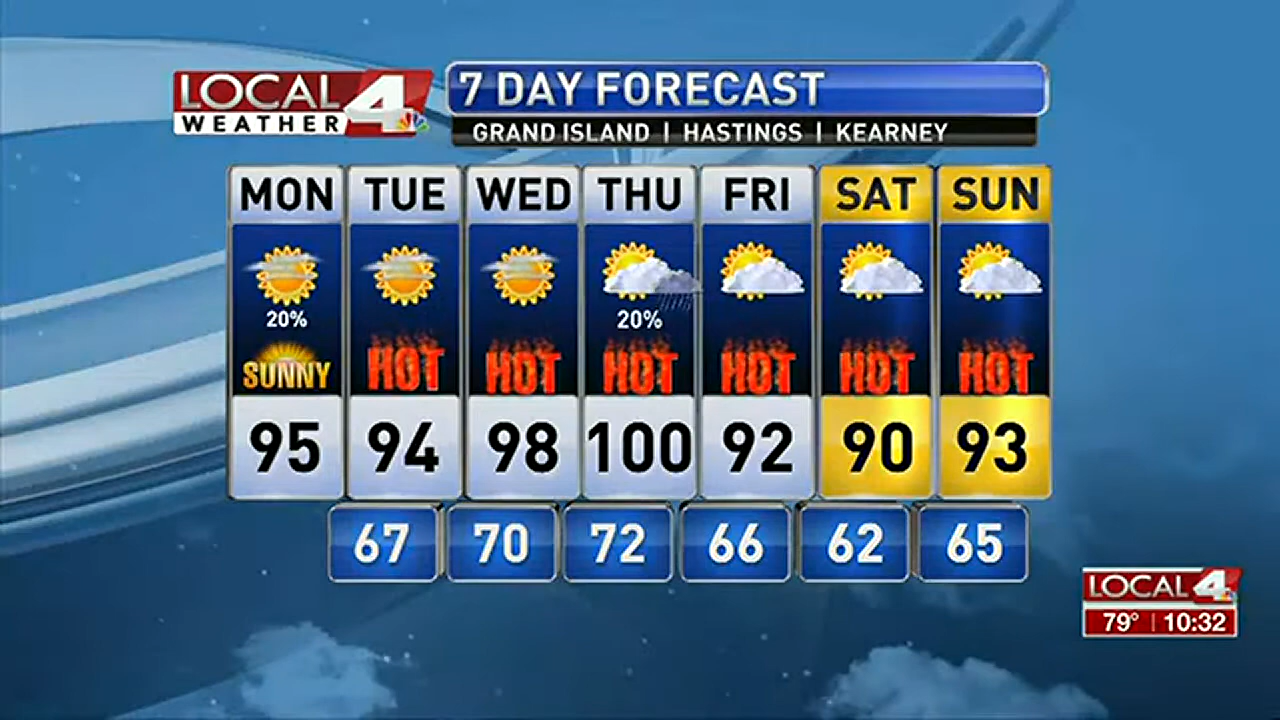 LOCAL 4
WEATHER
7 DAY FORECAST
GRAND ISLAND | HASTINGS | KEARNEY
MON TUE WED THU FRI SAT SUN
20% 20%
SUNNY HOT HOT HOT HOT HOT HOT
95 94 98 100 92 90 93
67 70 72 66 62 65
LOCAL 4
79° | 10:32